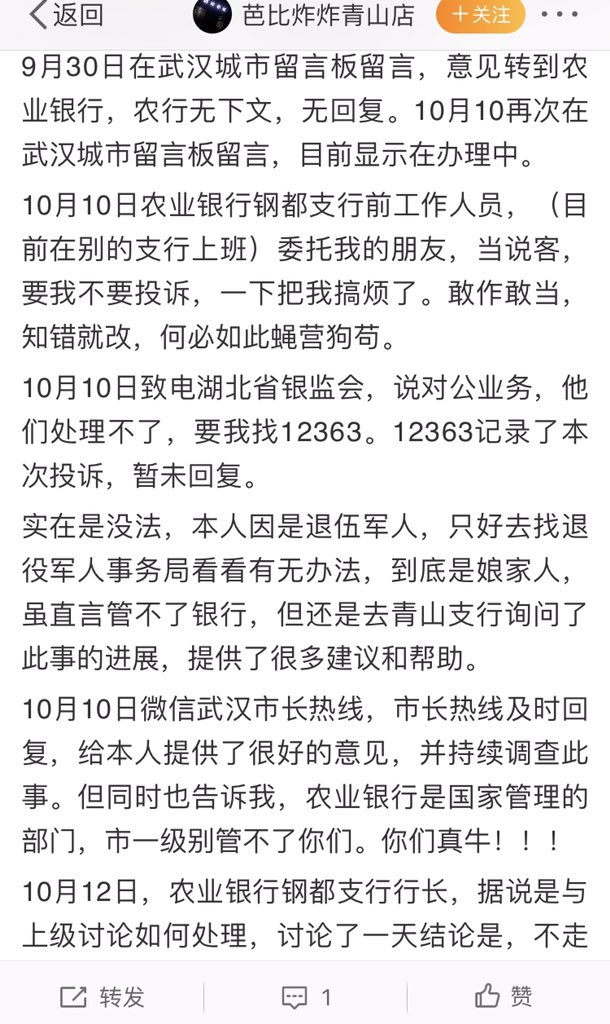 返回
芭比炸炸青山店
+关注
9月30日在武汉城市留言板留言，意见转到农
业银行，农行无下文，无回复。10月10再次在
武汉城市留言板留言，目前显示在办理中。
10月10日农业银行钢都支行前工作人员，（目
前在别的支行上班）委托我的朋友，当说客，
要我不要投诉，一下把我搞烦了。敢作敢当，
知错就改，何必如此蝇营狗苟。
10月10日致电湖北省银监会，说对公业务，他
们处理不了，要我找12363。12363记录了本
次投诉，暂未回复。
实在是没法，本人因是退伍军人，只好去找退
役军人事务局看看有无办法，到底是娘家人，
虽直言管不了银行，但还是去青山支行询问了
此事的进展，提供了很多建议和帮助。
10月10日微信武汉市长热线，市长热线及时回
复，给本人提供了很好的意见，并持续调查此
事。但同时也告诉我，农业银行是国家管理的
部门，市一级别管不了你们。你们真牛！！！
10月12日，农业银行钢都支行行长，据说是与
上级讨论如何处理，讨论了一天结论是，不走
转发
1
赞